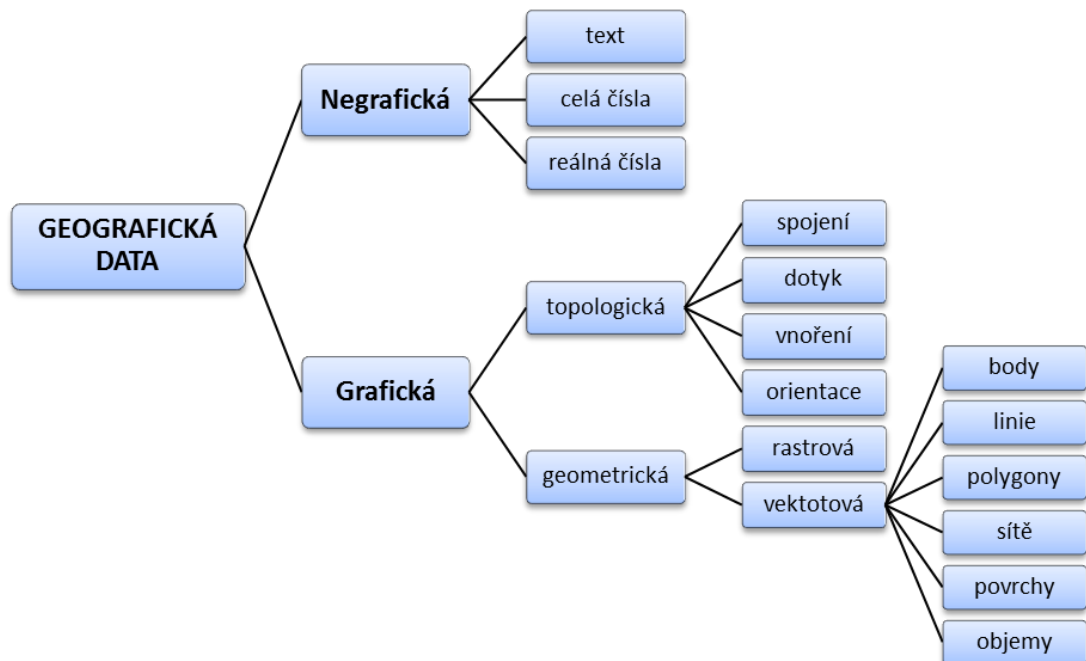 GEOGRAFICKÁ
DATA
Negrafická
text
celá čísla
reálná čísla
Grafická
topologická
spojení
dotyk
vnoření
orientace
geometrická
rastrová
vektotová
body
linie
polygony
sítě
povrchy
objemy